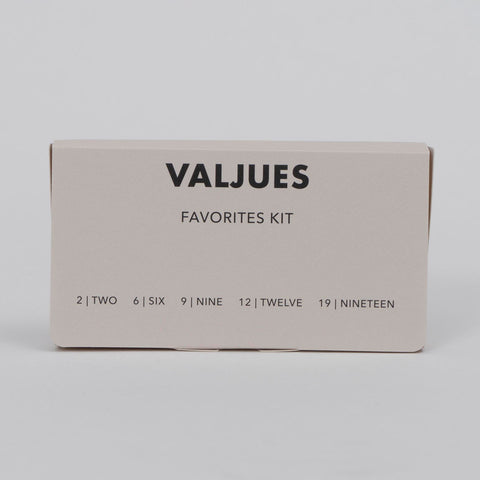 VALJUES
FAVORITES KIT
2 | TWO 6 | SIX 9 | NINE 12 | TWELVE 19 | NINETEEN